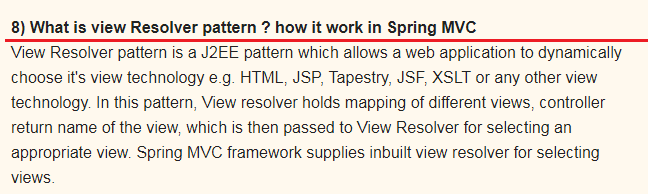 8) What is view Resolver pattern ? how it work in Spring MVC
View Resolver pattern is a J2EE pattern which allows a web application to dynamically
choose it's view technology e.g. HTML, JSP, Tapestry, JSF, XSLT or any other view
technology. In this pattern, View resolver holds mapping of different views, controller
return name of the view, which is then passed to View Resolver for selecting an
appropriate view. Spring MVC framework supplies inbuilt view resolver for selecting
views.